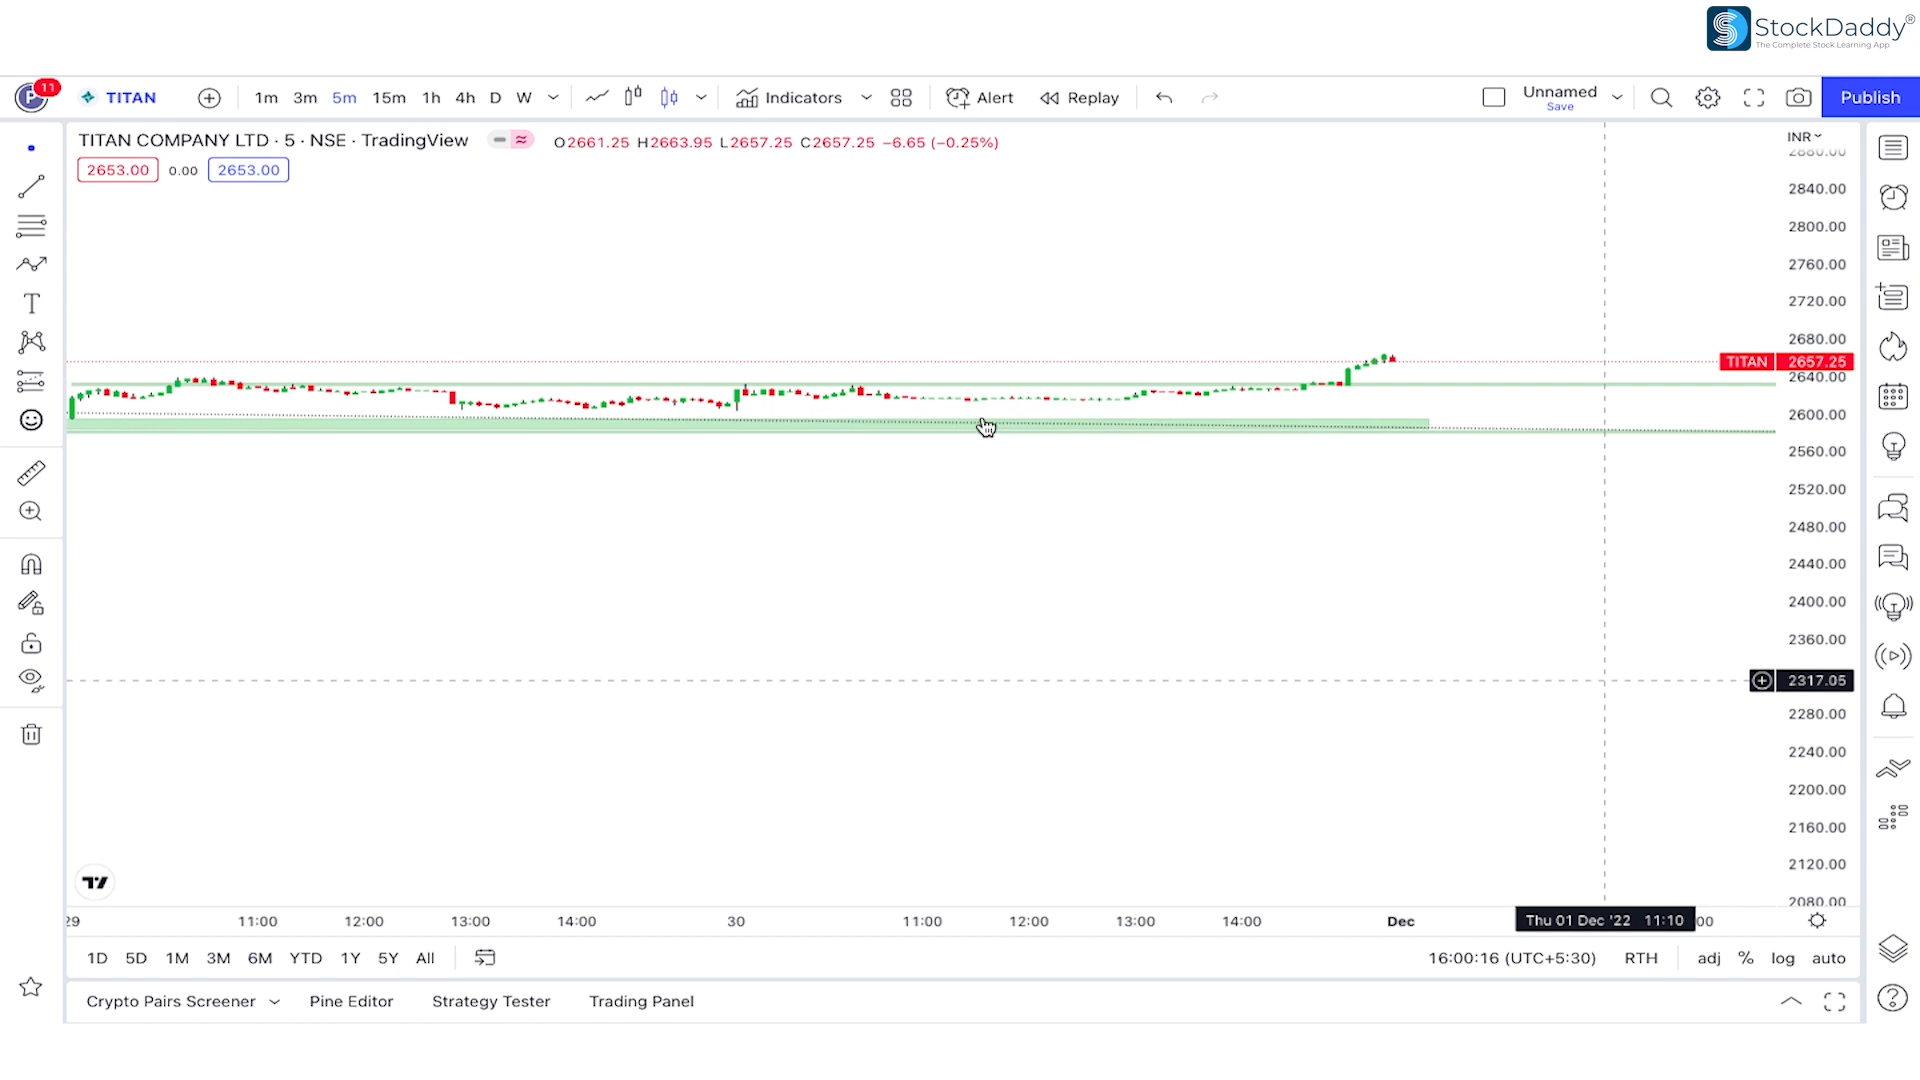 StockDaddy®
The Complete Stock Learning App
11
P
TITAN
1m 3m 5m 15m 1h 4h D W
Indicators
Alert
Replay
Unnamed
Save
Publish
TITAN COMPANY LTD · 5 · NSE · TradingView
O2661.25 H2663.95 L2657.25 C2657.25 −6.65 (−0.25%)
2653.00 0.00 2653.00
INR
2880.00
2840.00
2800.00
2760.00
2720.00
2680.00
TITAN 2657.25
2640.00
2600.00
2560.00
2520.00
2480.00
2440.00
2400.00
2360.00
2317.05
2280.00
2240.00
2200.00
2160.00
2120.00
2080.00
29 11:00 12:00 13:00 14:00 30 11:00 12:00 13:00 14:00 Dec Thu 01 Dec '22 11:10 :00
1D 5D 1M 3M 6M YTD 1Y 5Y All
16:00:16 (UTC+5:30) RTH adj % log auto
Crypto Pairs Screener Pine Editor Strategy Tester Trading Panel